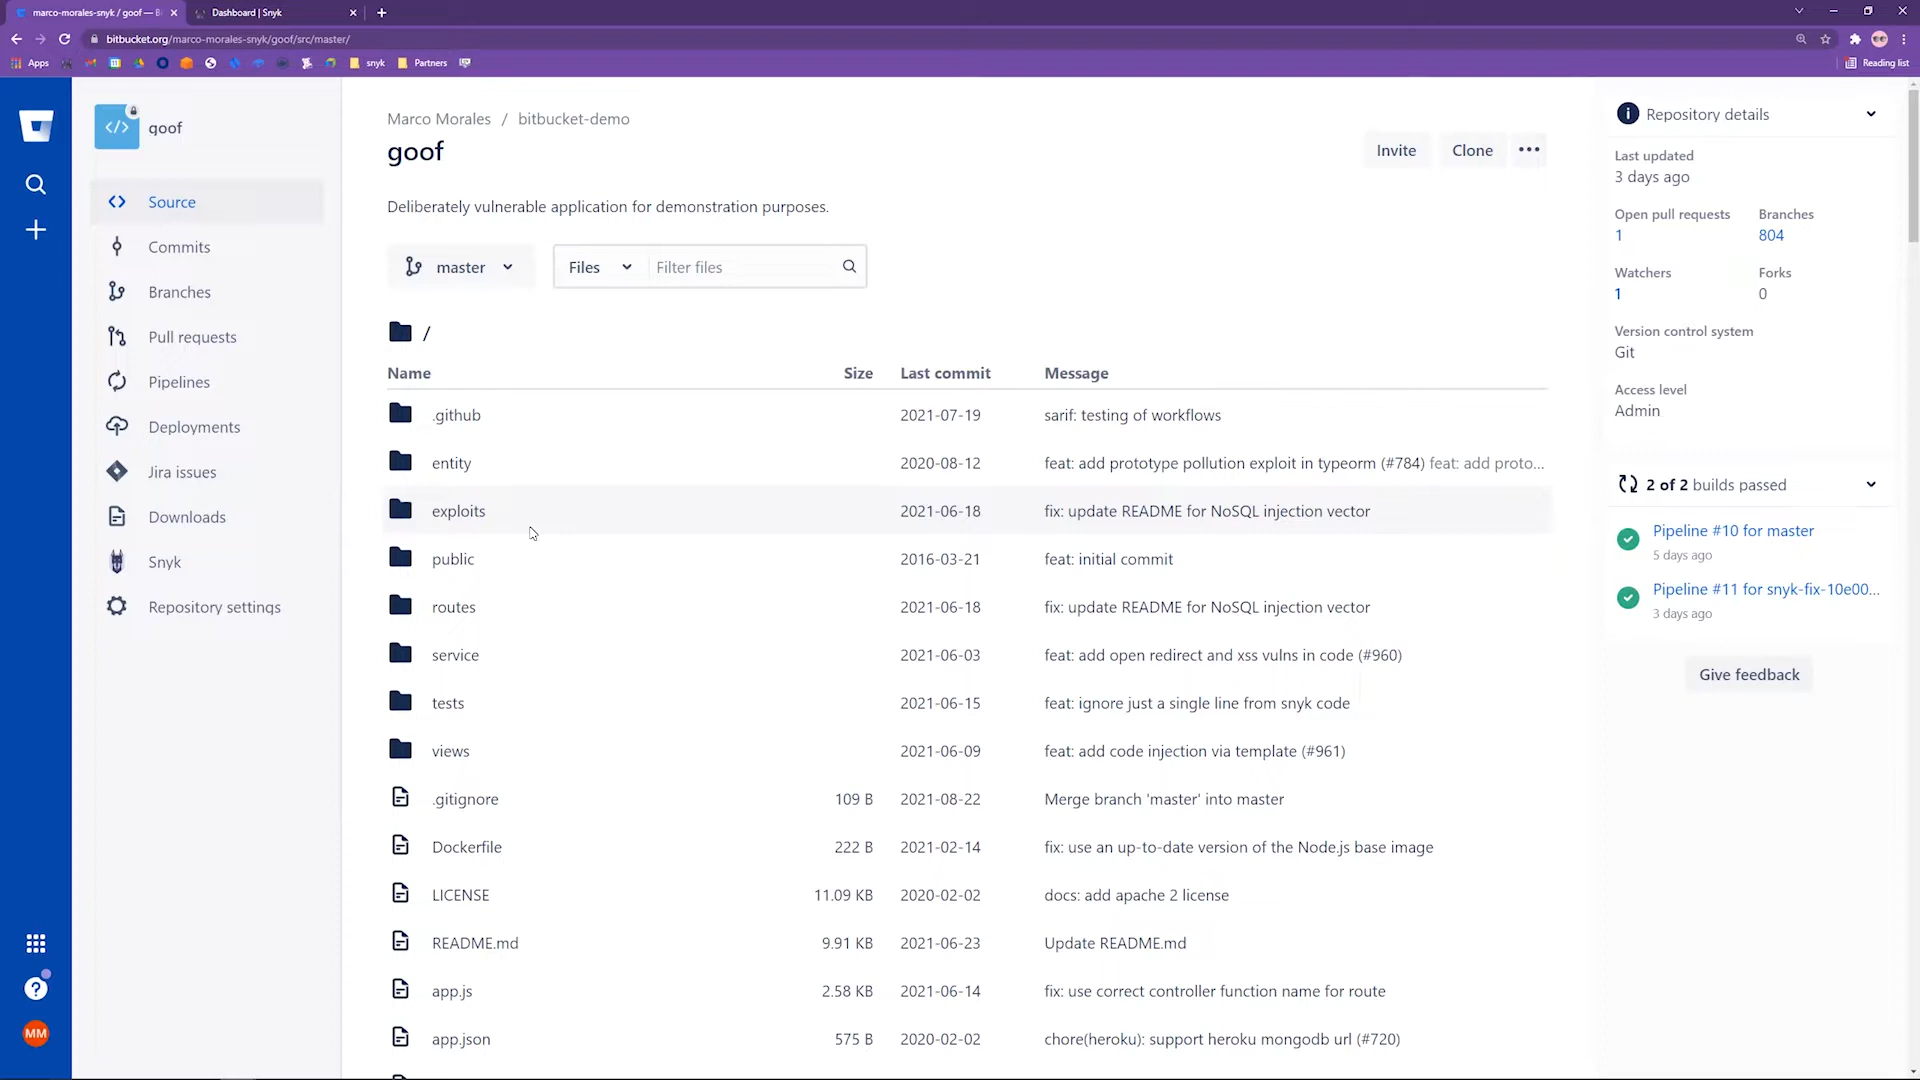 marco-morales-snyk / goof — Bi
Dashboard | Snyk
bitbucket.org/marco-morales-snyk/goof/src/master/
Apps
snyk
Partners
Reading list
goof
Source
Commits
Branches
Pull requests
Pipelines
Deployments
Jira issues
Downloads
Snyk
Repository settings
MM
Marco Morales / bitbucket-demo
goof
Invite
Clone
Deliberately vulnerable application for demonstration purposes.
master
Files
Filter files
/
Name Size Last commit Message
.github 2021-07-19 sarif: testing of workflows
entity 2020-08-12 feat: add prototype pollution exploit in typeorm (#784) feat: add proto...
exploits 2021-06-18 fix: update README for NoSQL injection vector
public 2016-03-21 feat: initial commit
routes 2021-06-18 fix: update README for NoSQL injection vector
service 2021-06-03 feat: add open redirect and xss vulns in code (#960)
tests 2021-06-15 feat: ignore just a single line from snyk code
views 2021-06-09 feat: add code injection via template (#961)
.gitignore 109 B 2021-08-22 Merge branch 'master' into master
Dockerfile 222 B 2021-02-14 fix: use an up-to-date version of the Node.js base image
LICENSE 11.09 KB 2020-02-02 docs: add apache 2 license
README.md 9.91 KB 2021-06-23 Update README.md
app.js 2.58 KB 2021-06-14 fix: use correct controller function name for route
app.json 575 B 2020-02-02 chore(heroku): support heroku mongodb url (#720)
Repository details
Last updated
3 days ago
Open pull requests Branches
1 804
Watchers Forks
1 0
Version control system
Git
Access level
Admin
2 of 2 builds passed
Pipeline #10 for master
5 days ago
Pipeline #11 for snyk-fix-10e00...
3 days ago
Give feedback